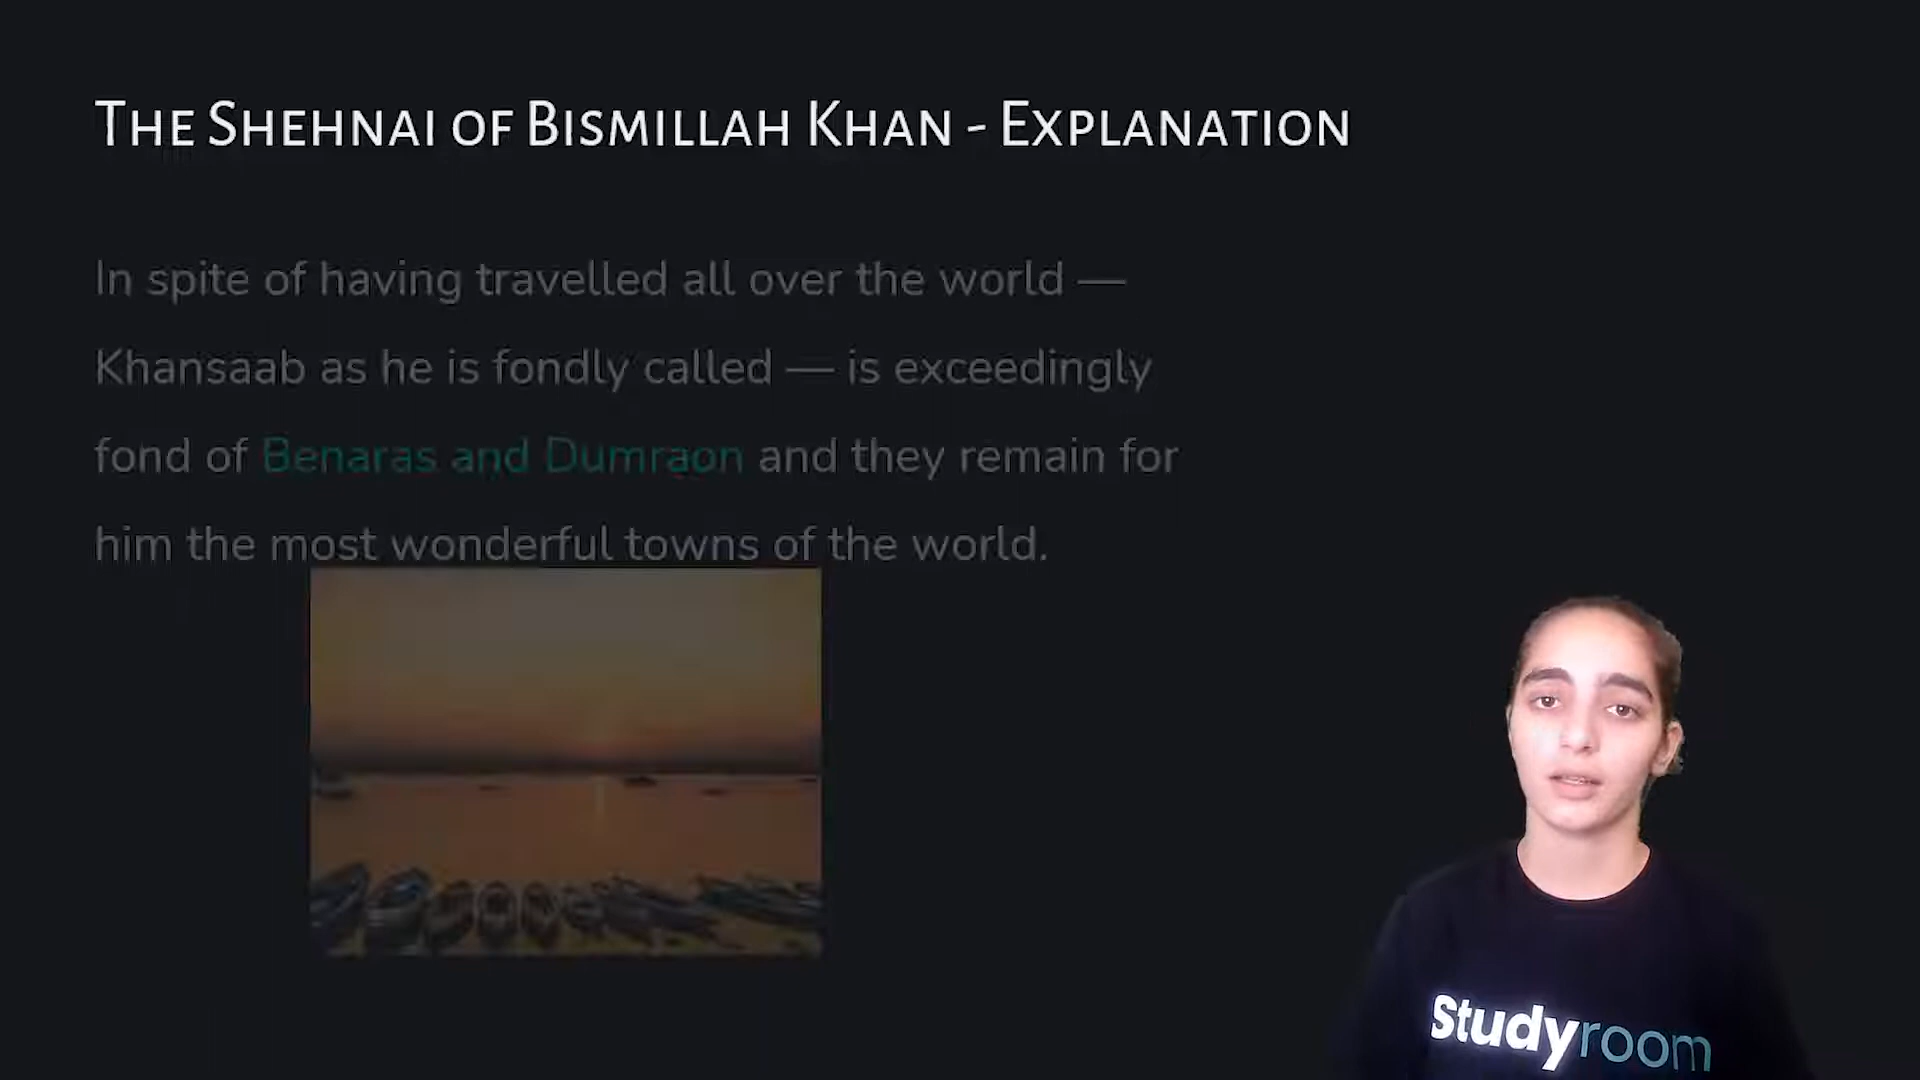 The Shehnai of Bismillah Khan - Explanation
In spite of having travelled all over the world —
Khansaab as he is fondly called — is exceedingly
fond of Benaras and Dumraon and they remain for
him the most wonderful towns of the world.
Studyroom